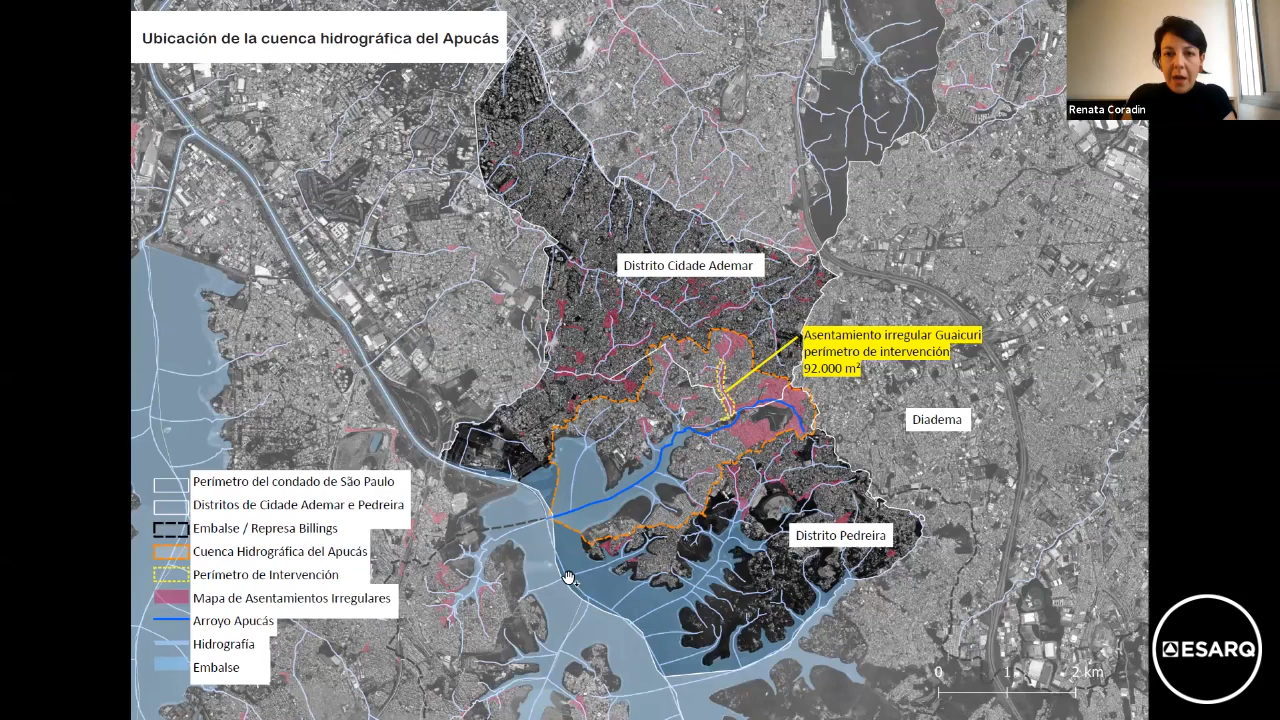 Ubicación de la cuenca hidrográfica del Apucás
Renata Coradin
Distrito Cidade Ademar
Asentamiento irregular Guaicuri
perímetro de intervención
92.000 m²
Diadema
Distrito Pedreira
Perímetro del condado de São Paulo
Distritos de Cidade Ademar e Pedreira
Embalse / Represa Billings
Cuenca Hidrográfica del Apucás
Perímetro de Intervención
Mapa de Asentamientos Irregulares
Arroyo Apucás
Hidrografía
Embalse
0 1 2 km
ESARQ